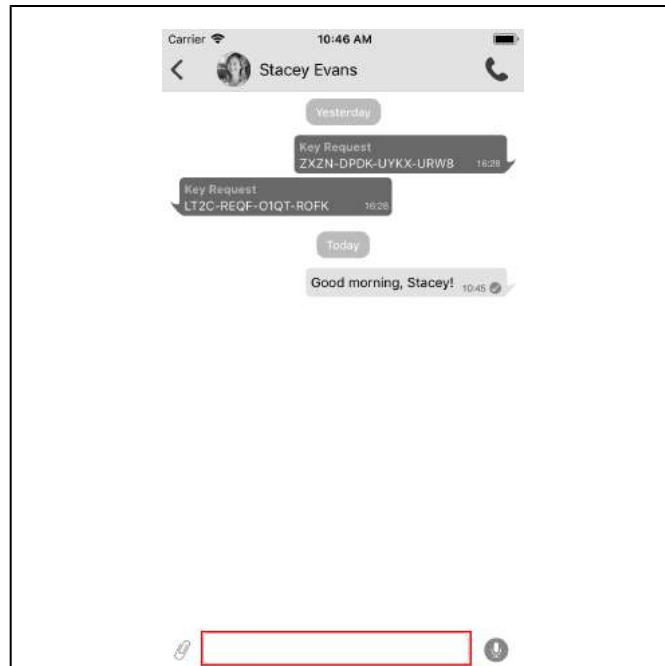 Carrier 10:46 AM
Stacey Evans
Yesterday
Key Request
ZXZN-DPDK-UYKX-URW8 16:28
Key Request
LT2C-REQF-O1QT-ROFK 16:28
Today
Good morning, Stacey! 10:45